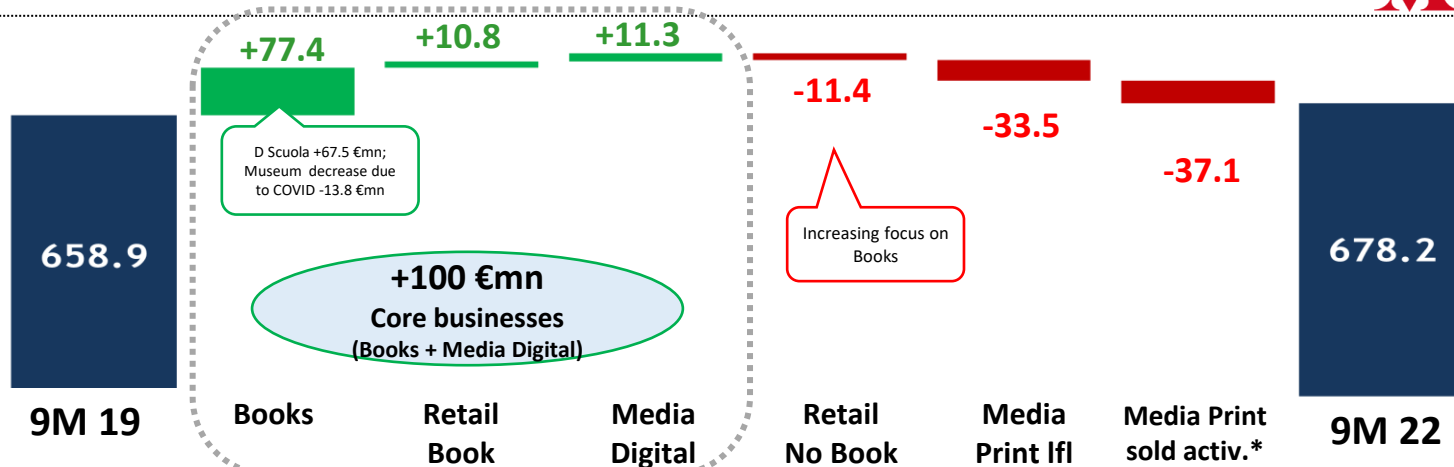 +77.4
+10.8
+11.3
-11.4
-33.5
-37.1
D Scuola +67.5 €mn;
Museum decrease due
to COVID -13.8 €mn
Increasing focus on
Books
658.9
678.2
+100 €mn
Core businesses
(Books + Media Digital)
9M 19
Books
Retail
Book
Media
Digital
Retail
No Book
Media
Print lfl
Media Print
sold activ.*
9M 22